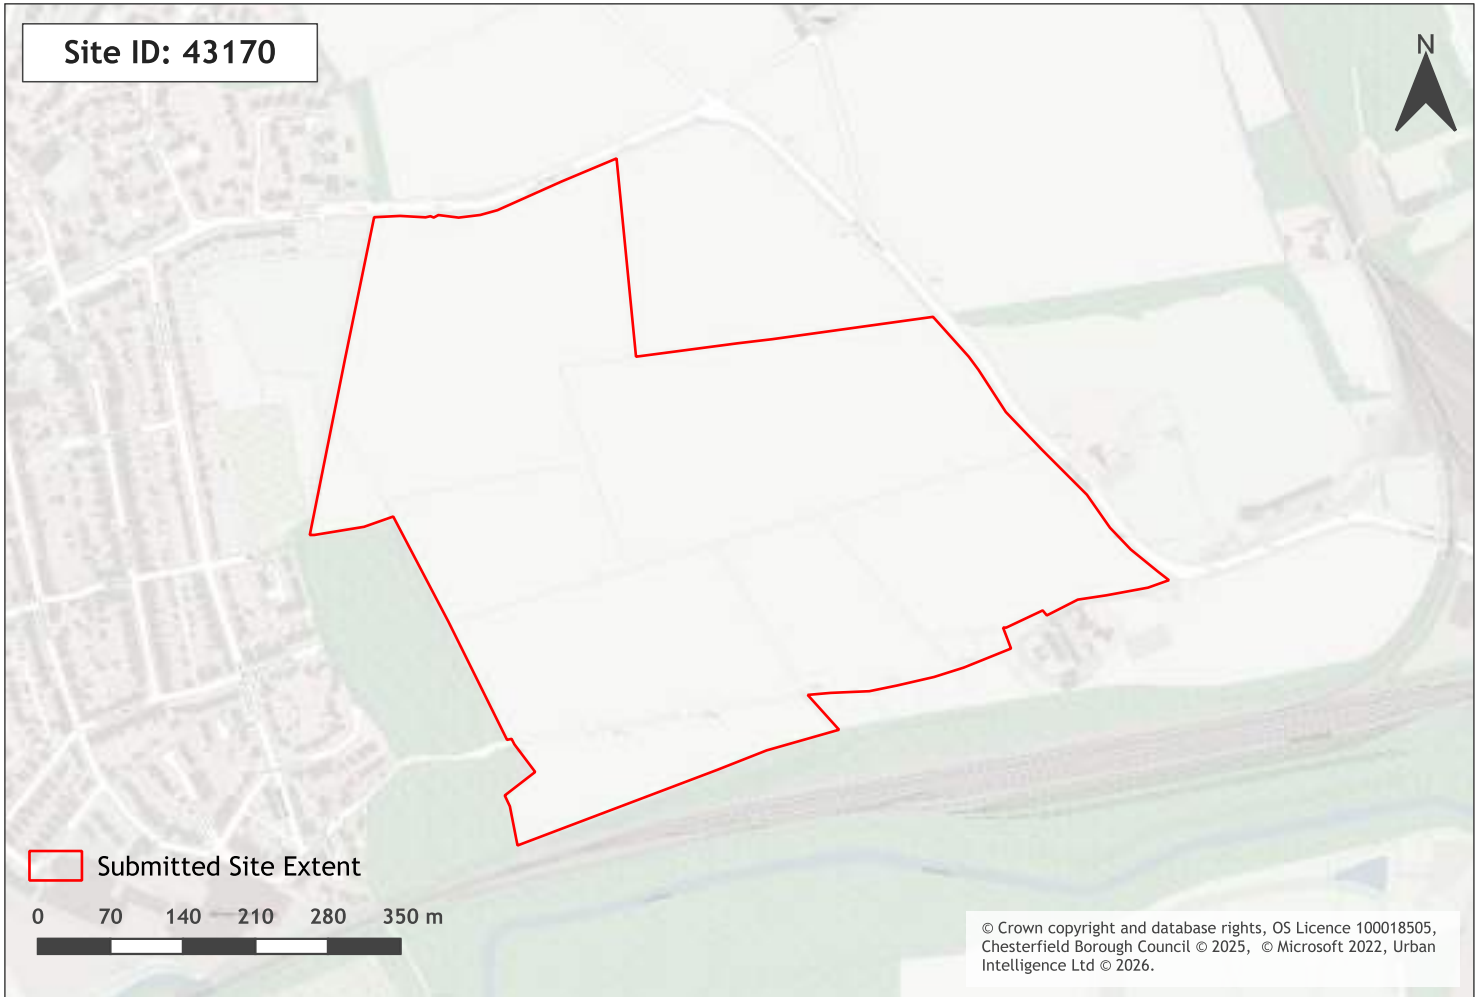 Site ID: 43170
N
Submitted Site Extent
0 70 140 210 280 350 m
© Crown copyright and database rights, OS Licence 100018505,
Chesterfield Borough Council © 2025, © Microsoft 2022, Urban
Intelligence Ltd © 2026.